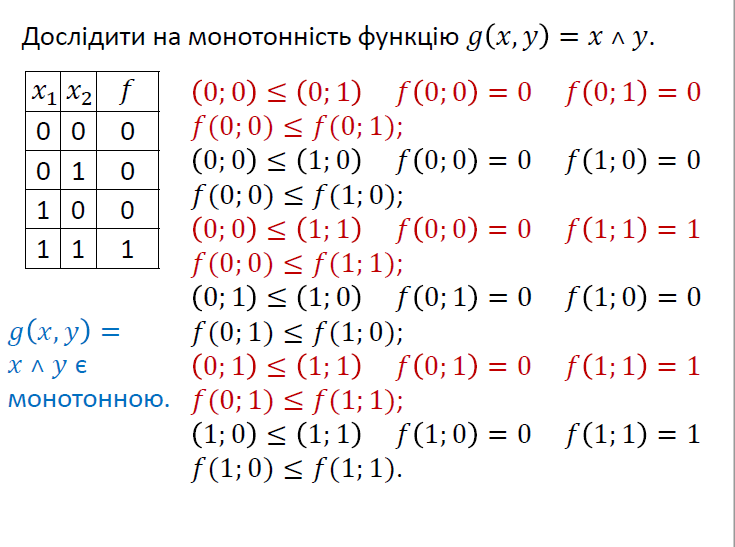 Дослідити на монотонність функцію g(x, y) = x ∧ y.
x₁ x₂ f
0 0 0
0 1 0
1 0 0
1 1 1
g(x, y) =
x ∧ y є
монотонною.
(0; 0) ≤ (0; 1) f(0; 0) = 0 f(0; 1) = 0
f(0; 0) ≤ f(0; 1);
(0; 0) ≤ (1; 0) f(0; 0) = 0 f(1; 0) = 0
f(0; 0) ≤ f(1; 0);
(0; 0) ≤ (1; 1) f(0; 0) = 0 f(1; 1) = 1
f(0; 0) ≤ f(1; 1);
(0; 1) ≤ (1; 0) f(0; 1) = 0 f(1; 0) = 0
f(0; 1) ≤ f(1; 0);
(0; 1) ≤ (1; 1) f(0; 1) = 0 f(1; 1) = 1
f(0; 1) ≤ f(1; 1);
(1; 0) ≤ (1; 1) f(1; 0) = 0 f(1; 1) = 1
f(1; 0) ≤ f(1; 1).